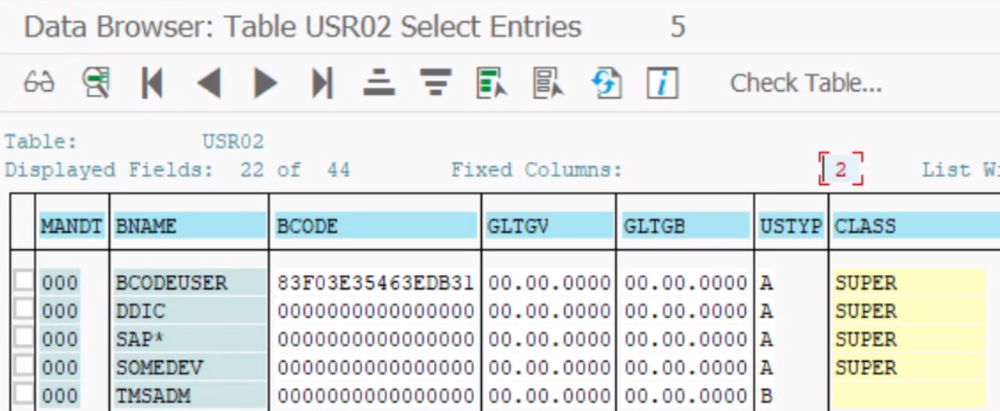 Data Browser: Table USR02 Select Entries 5
Check Table...
Table: USR02
Displayed Fields: 22 of 44 Fixed Columns: 2 List
MANDT BNAME BCODE GLTGV GLTGB USTYP CLASS
000 BCODEUSER 83F03E35463EDB31 00.00.0000 00.00.0000 A SUPER
000 DDIC 0000000000000000 00.00.0000 00.00.0000 A SUPER
000 SAP* 0000000000000000 00.00.0000 00.00.0000 A SUPER
000 SOMEDEV 0000000000000000 00.00.0000 00.00.0000 A SUPER
000 TMSADM 0000000000000000 00.00.0000 00.00.0000 B